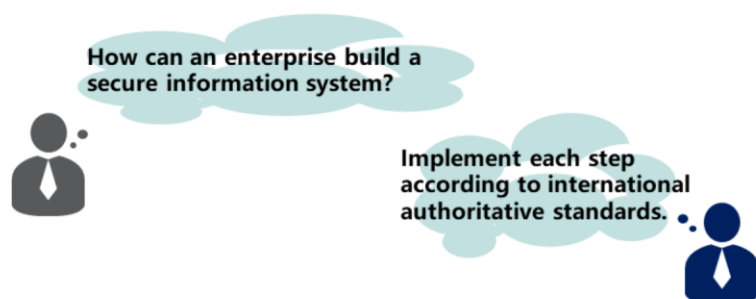 How can an enterprise build a
secure information system?
Implement each step
according to international
authoritative standards.